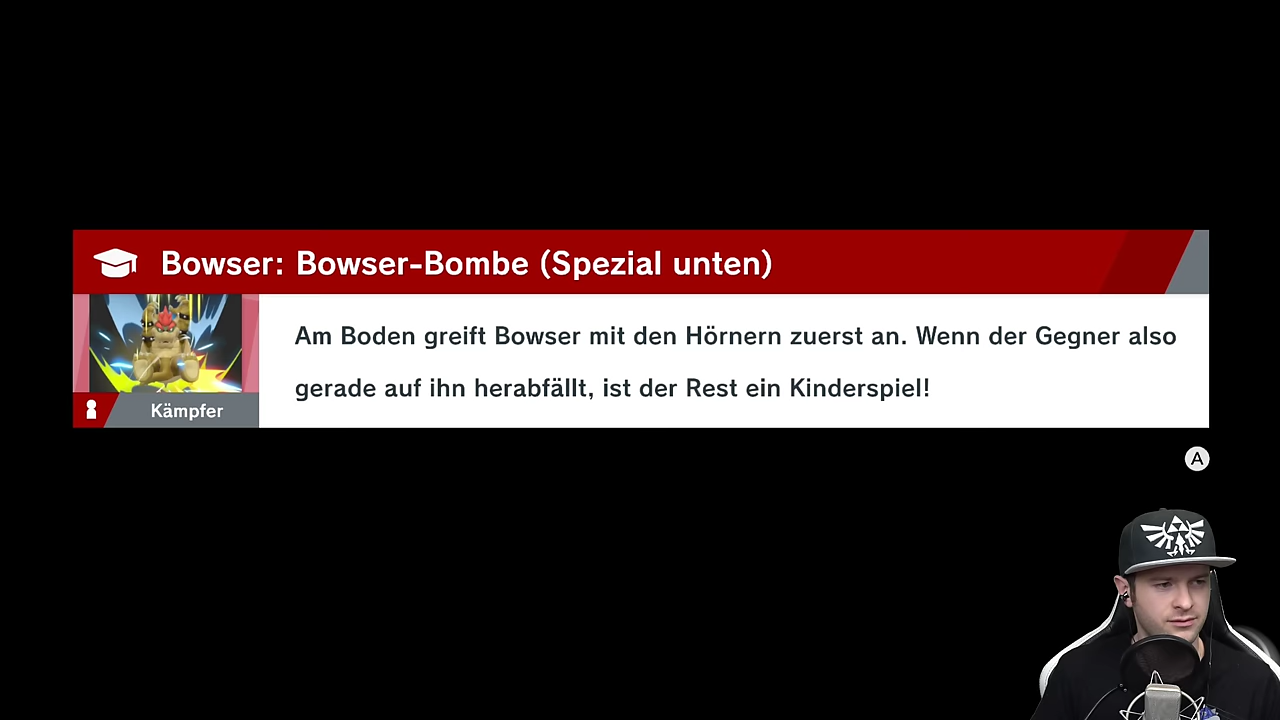 Bowser: Bowser-Bombe (Spezial unten)
Am Boden greift Bowser mit den Hörnern zuerst an. Wenn der Gegner also
gerade auf ihn herabfällt, ist der Rest ein Kinderspiel!
Kämpfer
A